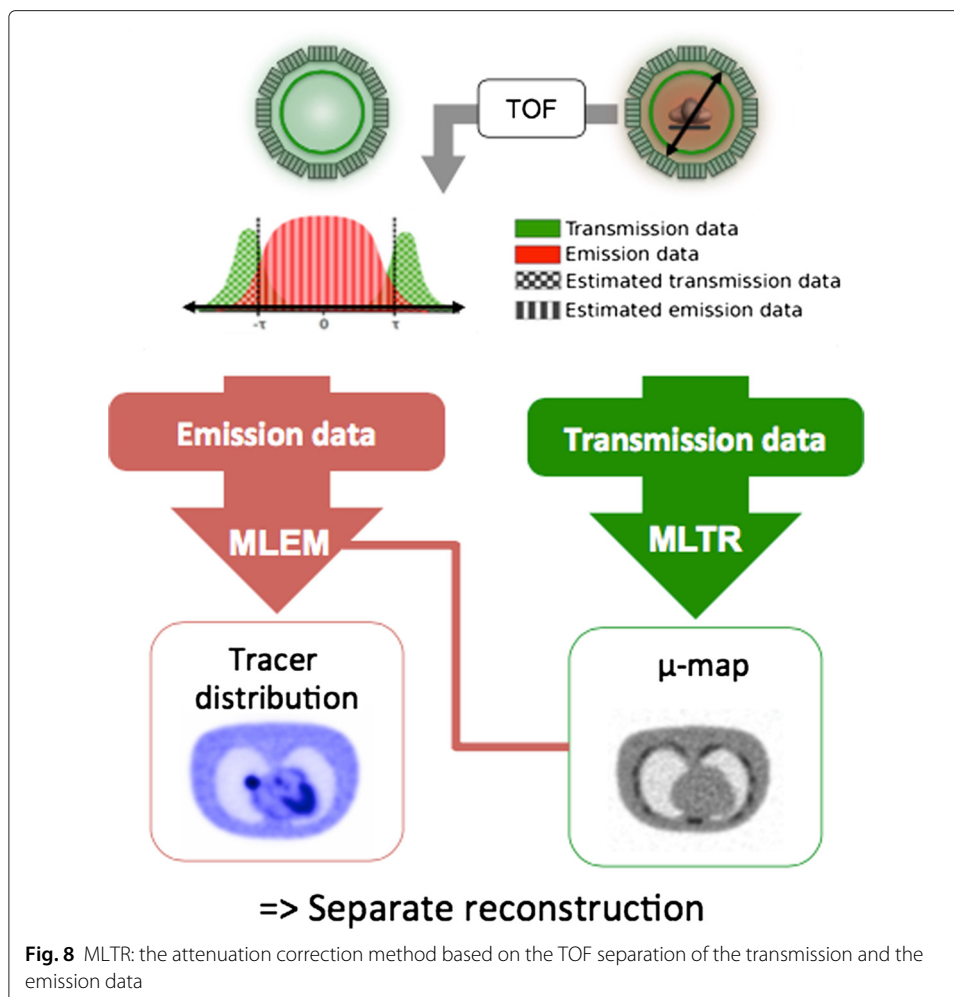 TOF
Transmission data
Emission data
Estimated transmission data
Estimated emission data
-τ 0 τ
Emission data
Transmission data
MLEM
MLTR
Tracer
distribution
μ-map
=> Separate reconstruction
Fig. 8 MLTR: the attenuation correction method based on the TOF separation of the transmission and the
emission data